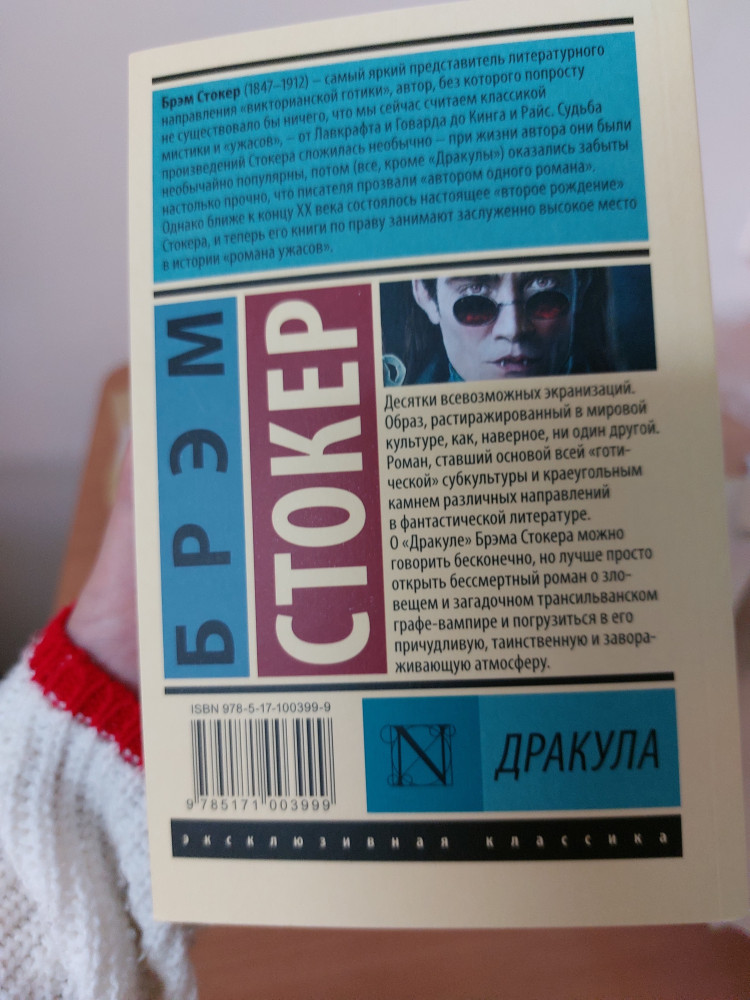 Брэм Стокер (1847–1912) – самый яркий представитель литературного
направления «викторианской готики», автор, без которого попросту
не существовало бы ничего, что мы сейчас считаем классикой
мистики и «ужасов», – от Лавкрафта и Говарда до Кинга и Райс. Судьба
произведений Стокера сложилась необычно – при жизни автора они были
необычайно популярны, потом (все, кроме «Дракулы») оказались забыты
настолько прочно, что писателя прозвали «автором одного романа».
Однако ближе к концу XX века состоялось настоящее «второе рождение»
Стокера, и теперь его книги по праву занимают заслуженно высокое место
в истории «романа ужасов».
БРЭМ
СТОКЕР
Десятки всевозможных экранизаций.
Образ, растиражированный в мировой
культуре, как, наверное, ни один другой.
Роман, ставший основой всей «готи-
ческой» субкультуры и краеугольным
камнем различных направлений
в фантастической литературе.
О «Дракуле» Брэма Стокера можно
говорить бесконечно, но лучше просто
открыть бессмертный роман о зло-
вещем и загадочном трансильванском
графе-вампире и погрузиться в его
причудливую, таинственную и завора-
живающую атмосферу.
ISBN 978-5-17-100399-9
9 785171 003999
N
ДРАКУЛА
эксклюзивная классика